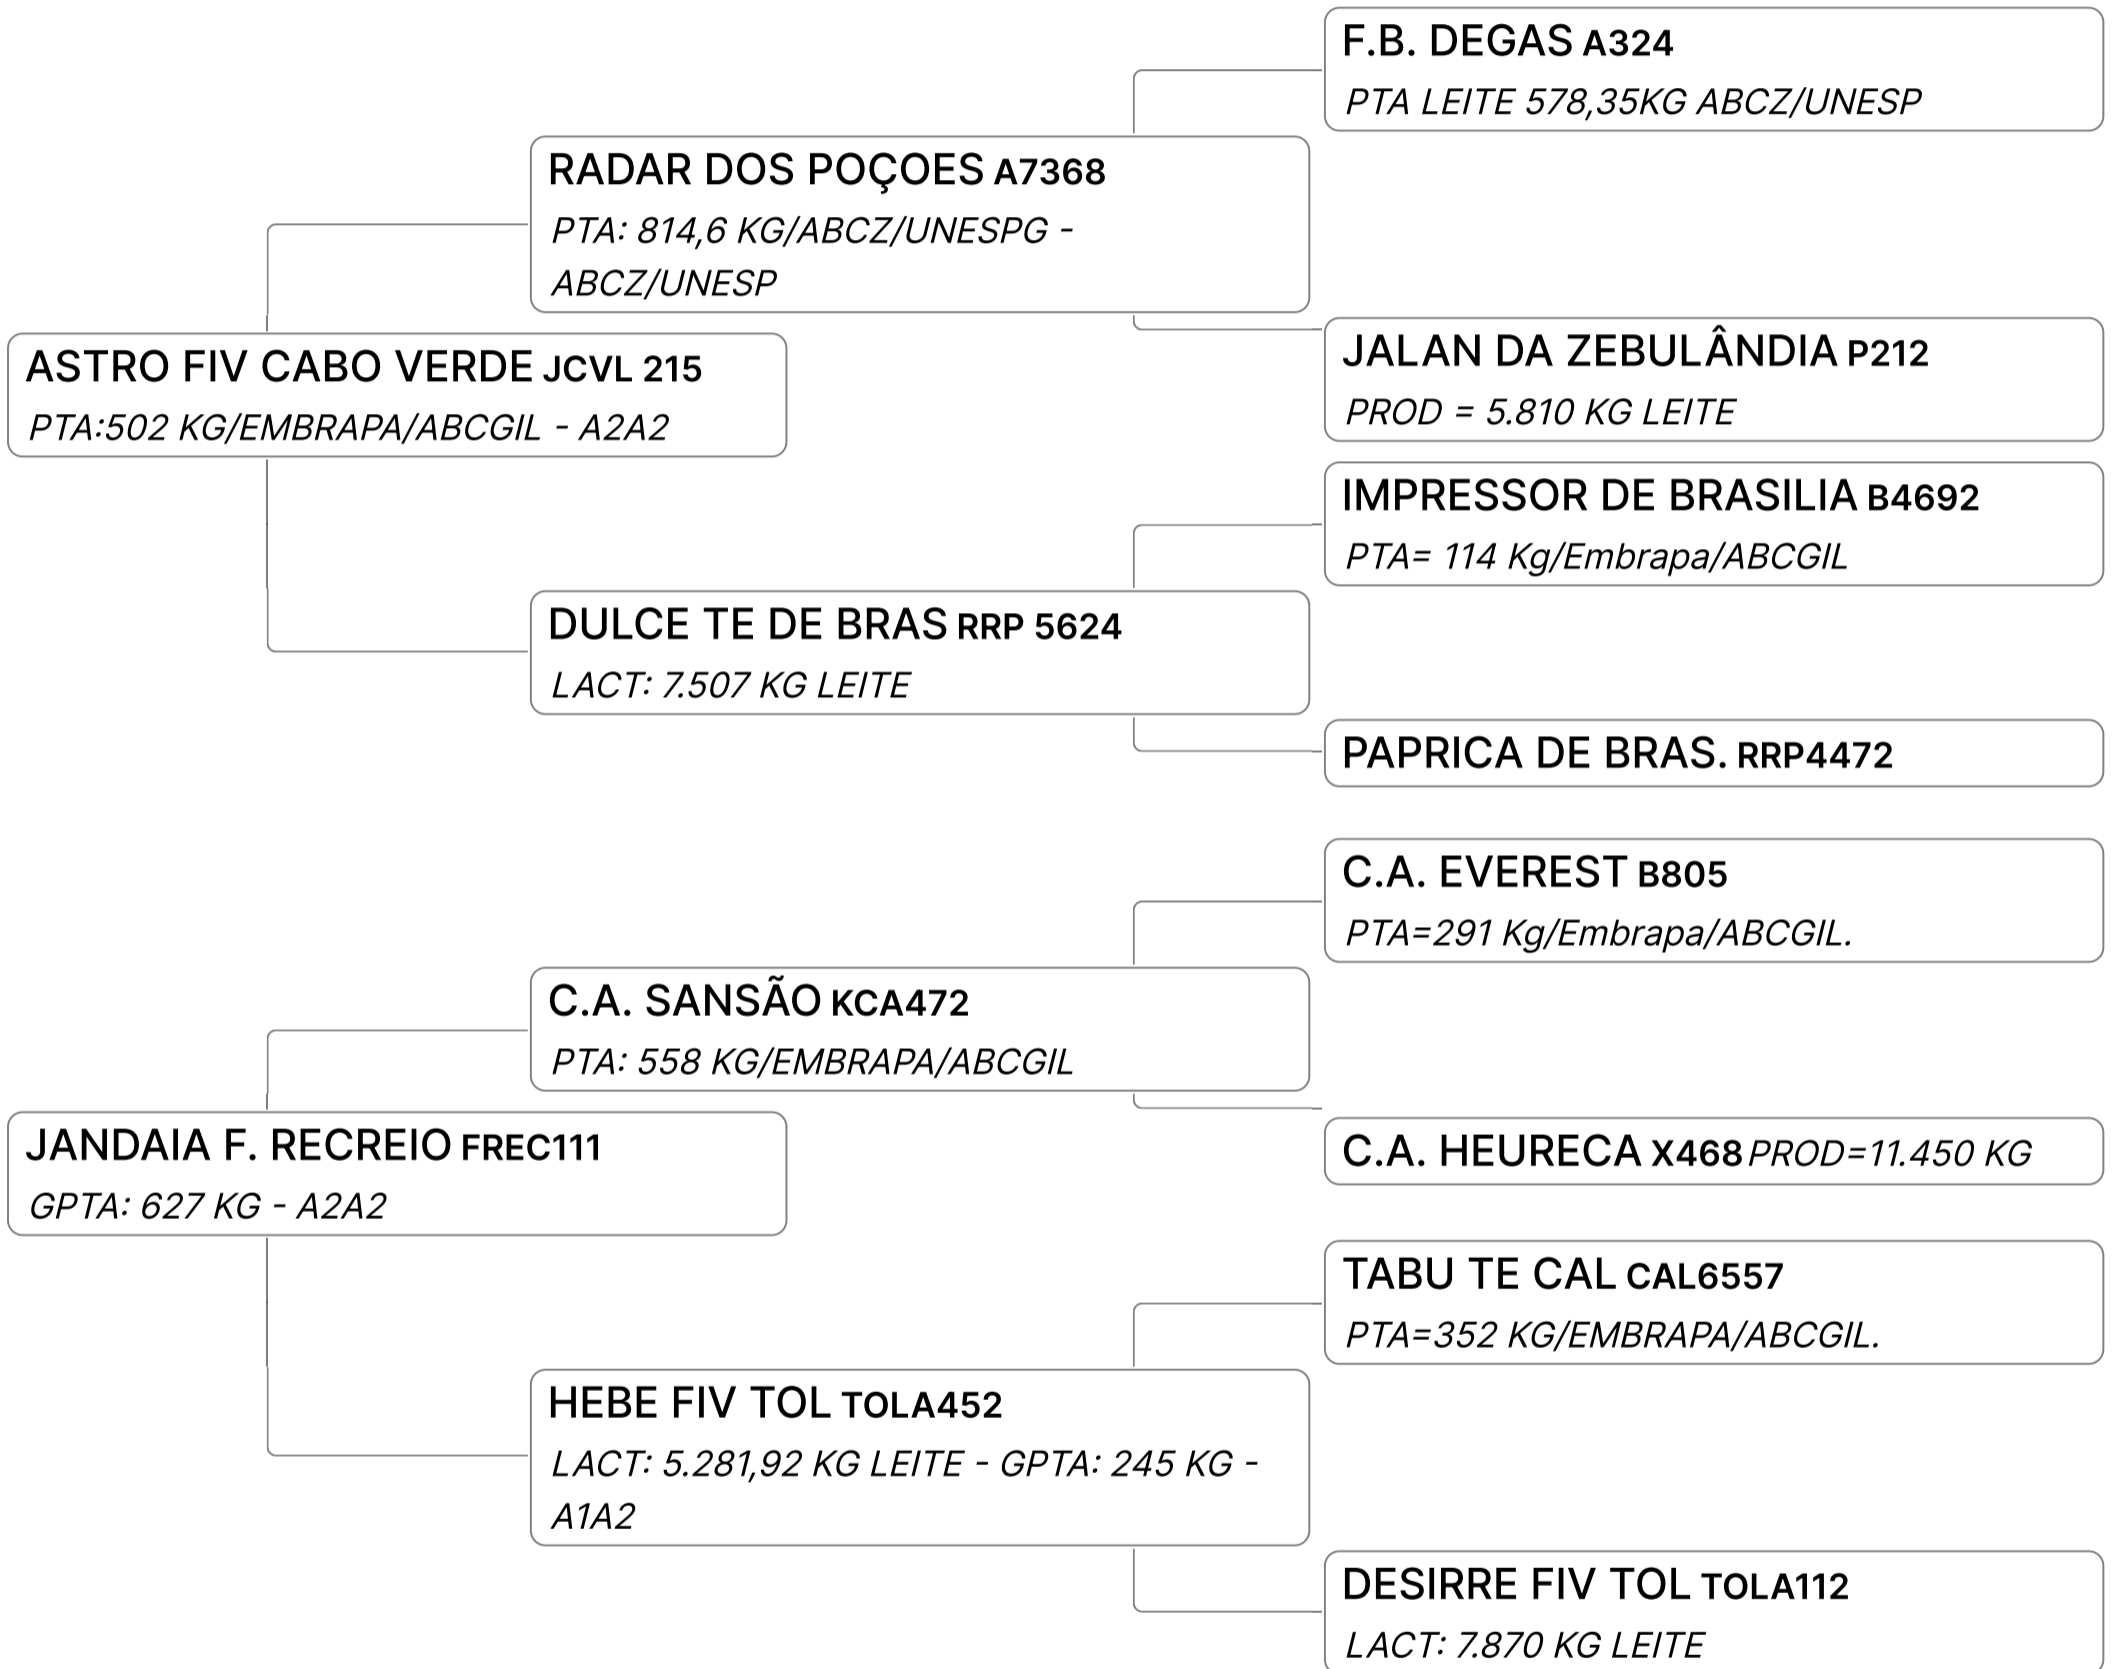 F.B. DEGAS A324
PTA LEITE 578,35KG ABCZ/UNESP
RADAR DOS POÇOES A7368
PTA: 814,6 KG/ABCZ/UNESPG -
ABCZ/UNESP
JALAN DA ZEBULÂNDIA P212
PROD = 5.810 KG LEITE
ASTRO FIV CABO VERDE JCVL 215
PTA:502 KG/EMBRAPA/ABCGIL - A2A2
IMPRESSOR DE BRASILIA B4692
PTA= 114 Kg/Embrapa/ABCGIL
DULCE TE DE BRAS RRP 5624
LACT: 7.507 KG LEITE
PAPRICA DE BRAS. RRP4472
C.A. EVEREST B805
PTA=291 Kg/Embrapa/ABCGIL.
C.A. SANSÃO KCA472
PTA: 558 KG/EMBRAPA/ABCGIL
C.A. HEURECA X468 PROD=11.450 KG
JANDAIA F. RECREIO FREC111
GPTA: 627 KG - A2A2
TABU TE CAL CAL6557
PTA=352 KG/EMBRAPA/ABCGIL.
HEBE FIV TOL TOLA452
LACT: 5.281,92 KG LEITE - GPTA: 245 KG -
A1A2
DESIRRE FIV TOL TOLA112
LACT: 7.870 KG LEITE